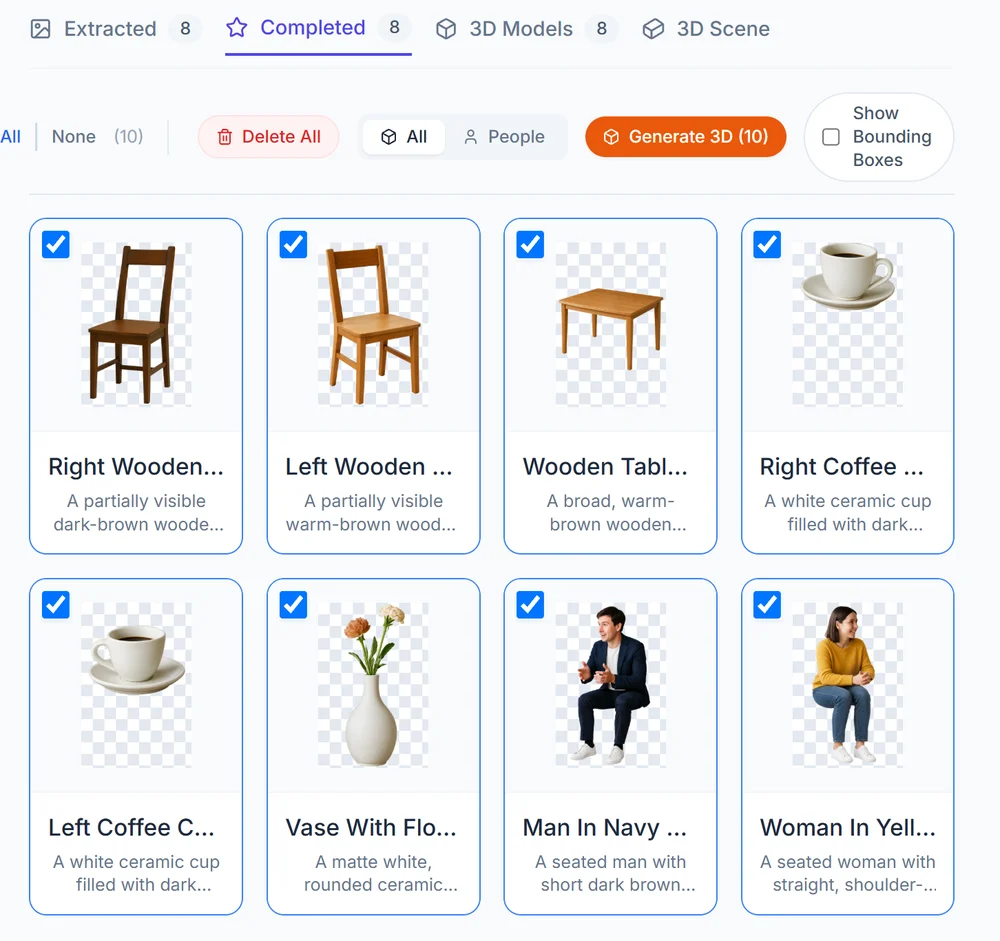 Extracted 8 Completed 8 3D Models 8 3D Scene
All None (10) Delete All All People Generate 3D (10) Show
Bounding
Boxes
Right Wooden...
A partially visible
dark-brown woode...
Left Wooden ...
A partially visible
warm-brown wood...
Wooden Tabl...
A broad, warm-
brown wooden...
Right Coffee ...
A white ceramic cup
filled with dark...
Left Coffee C...
A white ceramic cup
filled with dark...
Vase With Flo...
A matte white,
rounded ceramic...
Man In Navy ...
A seated man with
short dark brown...
Woman In Yell...
A seated woman with
straight, shoulder-...